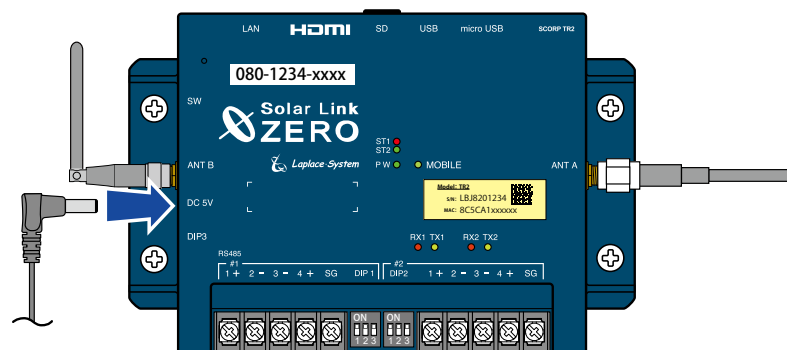 LAN HDMI SD USB micro USB SCORP TR2
080-1234-xxxx
SW
Solar Link
ZERO
ST1
ST2
ANT B
Laplace-System
PW
MOBILE
ANT A
Model: TR2
S/N: LBJ8201234
MAC: 8C5CA1xxxxxx
DC 5V
DIP3
RX1 TX1 RX2 TX2
RS485
#1 #2
1 + 2 - 3 - 4 + SG DIP 1 DIP2 1 + 2 - 3 - 4 + SG
ON ON
1 2 3 1 2 3